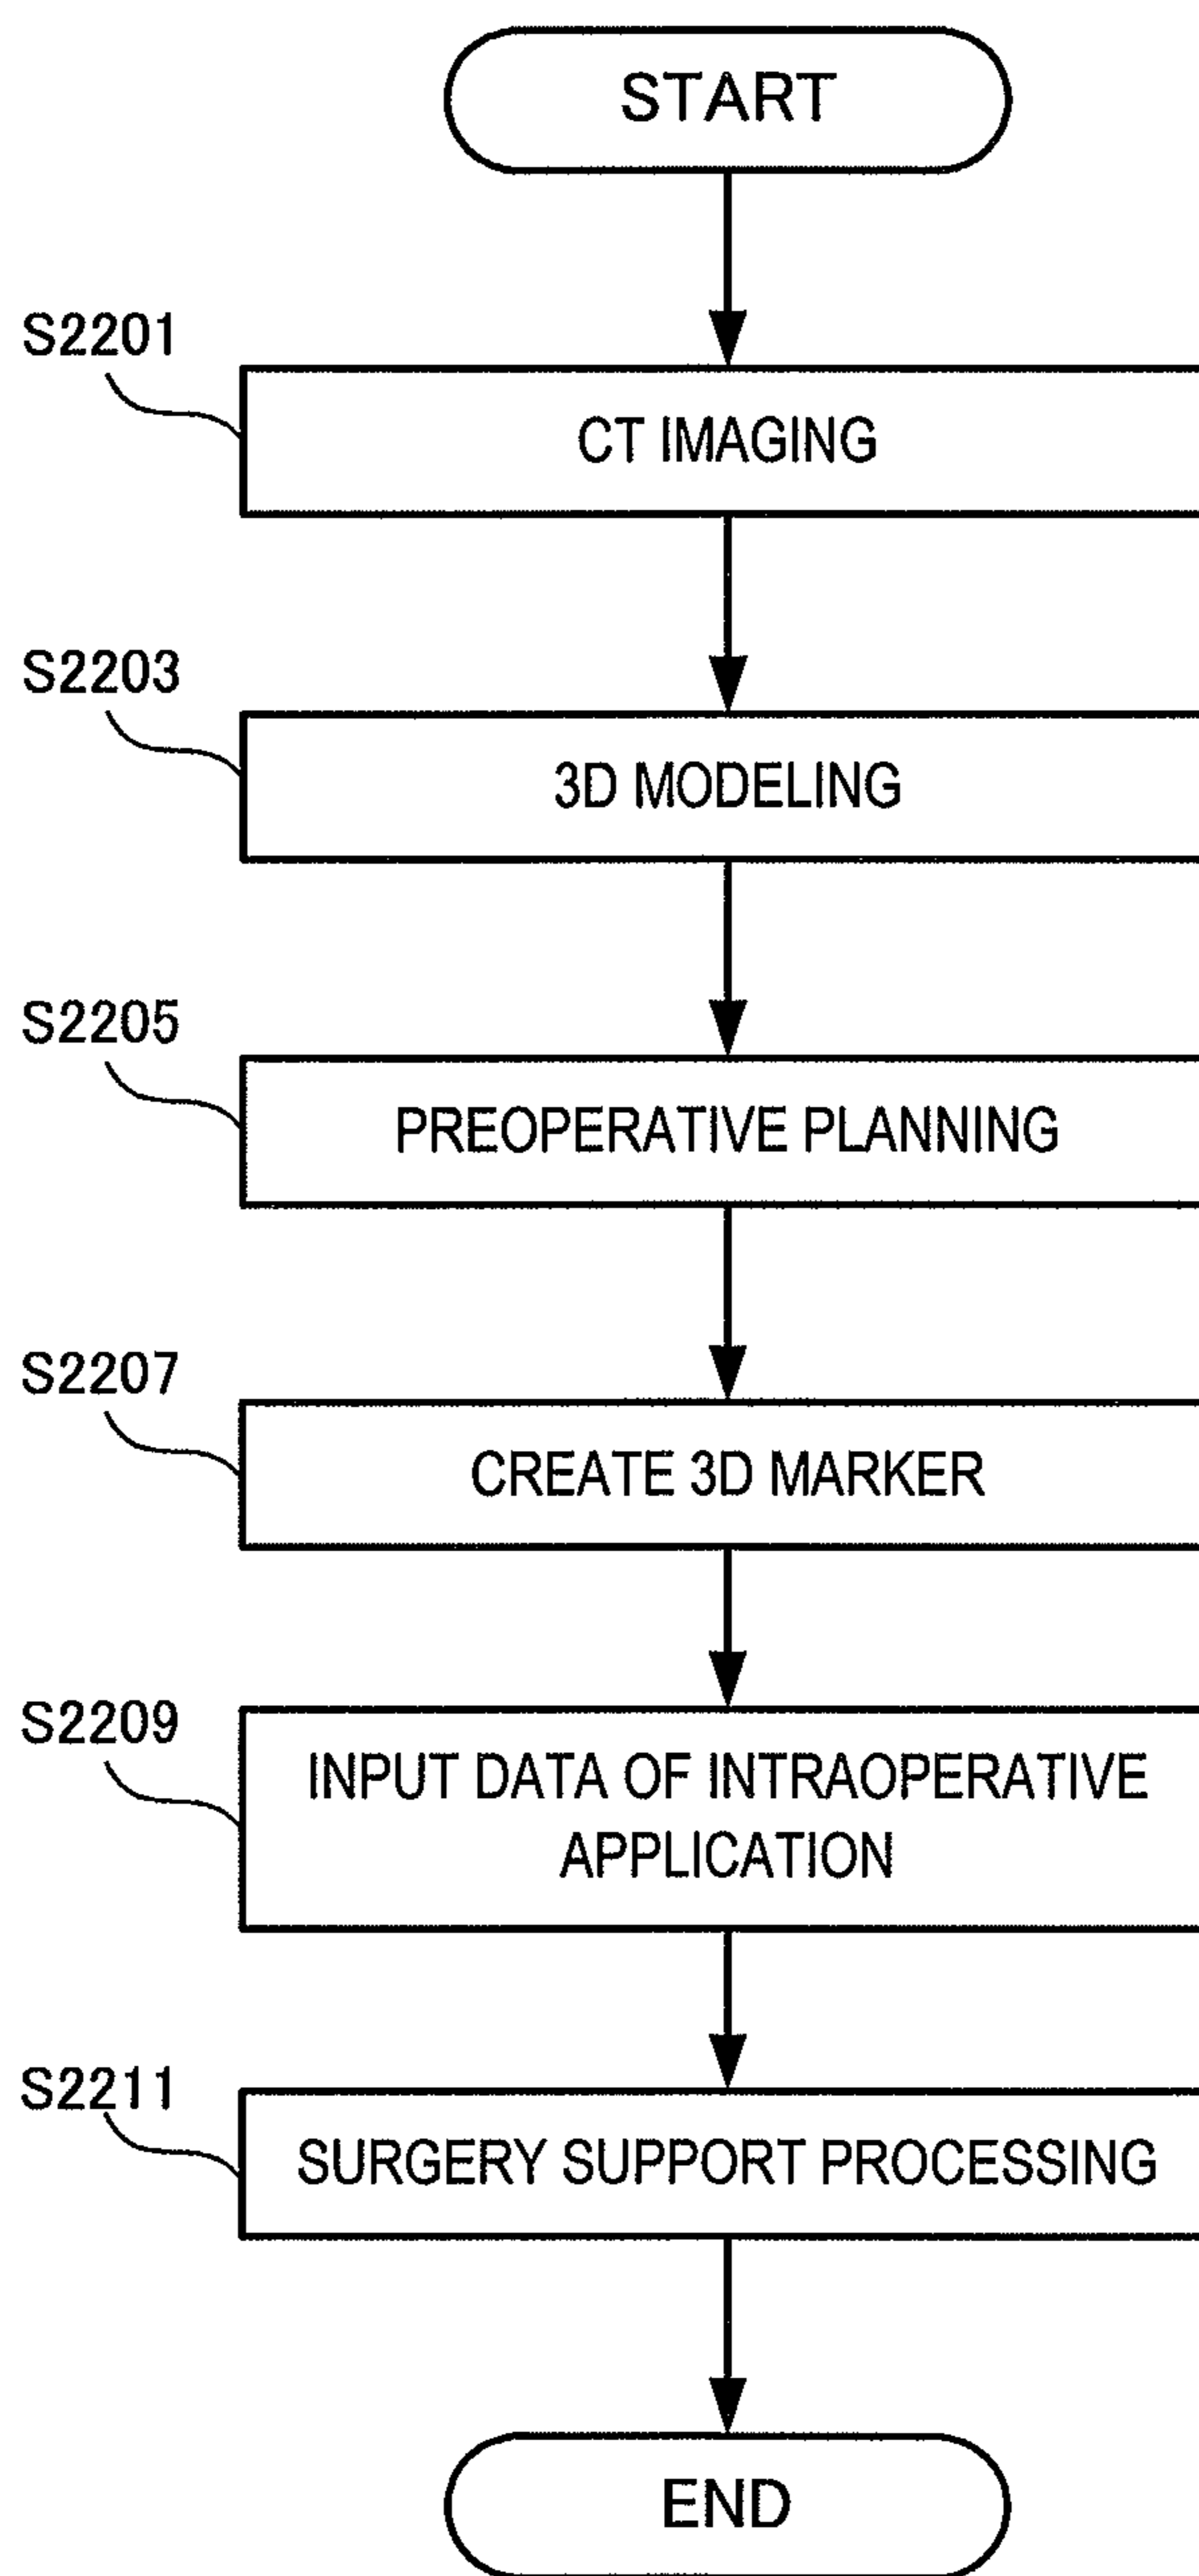 START
S2201
CT IMAGING
S2203
3D MODELING
S2205
PREOPERATIVE PLANNING
S2207
CREATE 3D MARKER
S2209
INPUT DATA OF INTRAOPERATIVE
APPLICATION
S2211
SURGERY SUPPORT PROCESSING
END